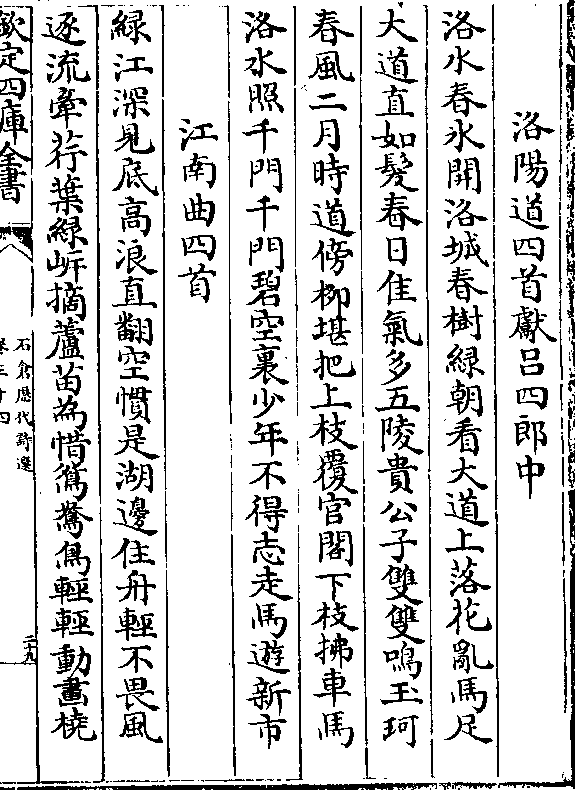 洛陽道四首獻吕四郎中
洛水春氷開洛城春樹緑朝看大道上落花亂馬足
大道直如髮春日佳氣多五陵貴公子雙雙鳴玉珂
春風二月時道傍栁堪把上枝覆官閣下枝拂車馬
洛水照千門千門碧空裏少年不得志走馬遊新市
江南曲四首
緑江深見底高浪直翻空慣是湖邊住舟輕不畏風
逐流牽荇葉緑岍摘蘆苗為惜鴛鴦鳥輕輕動畫橈
欽定四庫全書
石倉歴代詩選
卷三十四
二十九